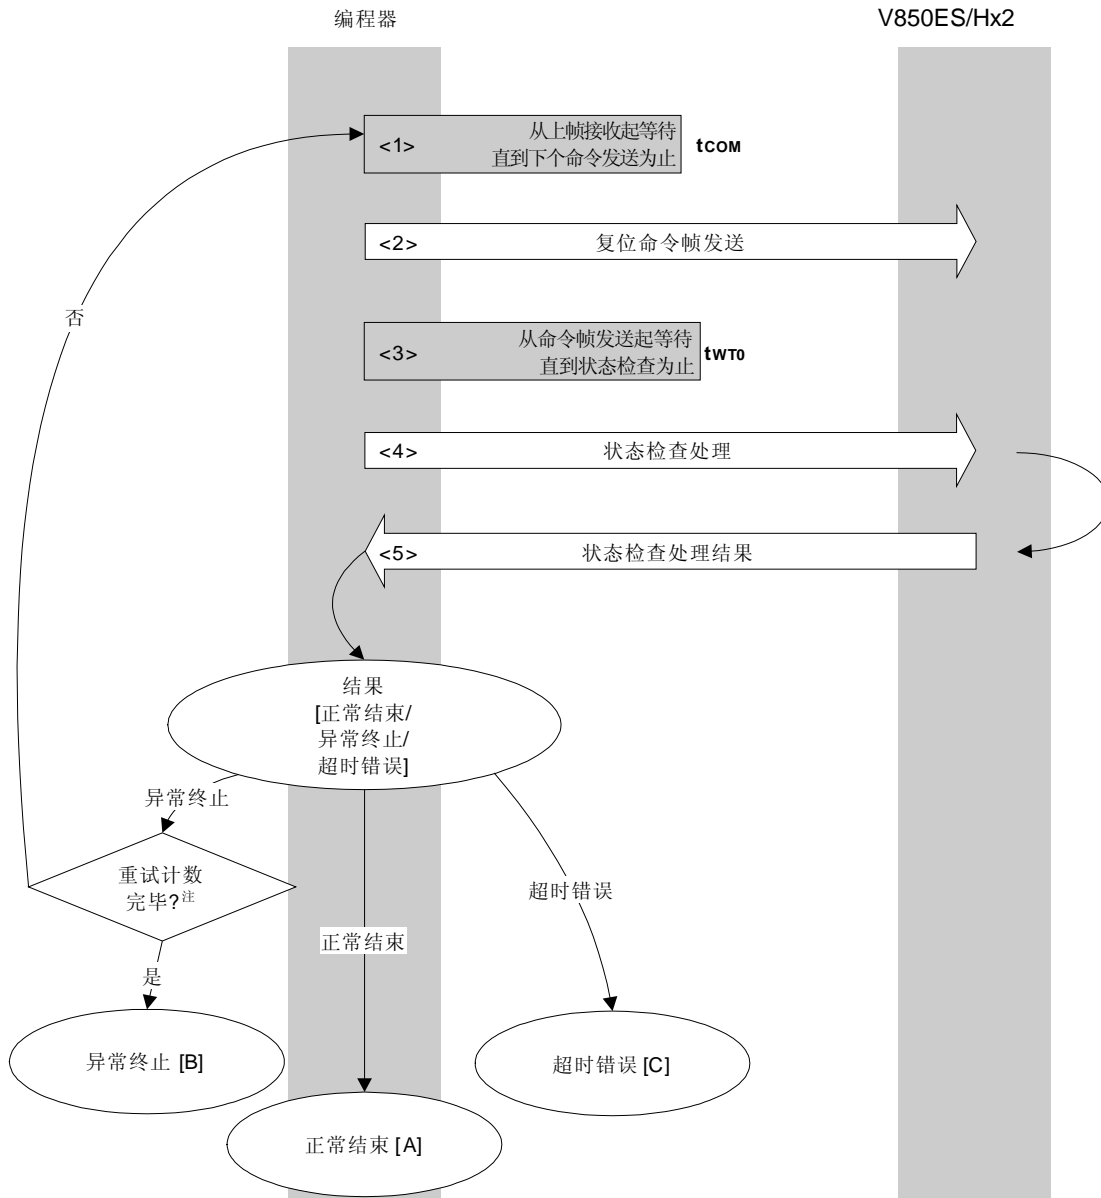 编程器
V850ES/Hx2
<1>
从上帧接收起等待
直到下个命令发送为止
tCOM
<2>
复位命令帧发送
否
<3>
从命令帧发送起等待
直到状态检查为止
tWT0
<4>
状态检查处理
<5>
状态检查处理结果
结果
[正常结束/
异常终止/
超时错误]
异常终止
重试计数
完毕?注
超时错误
正常结束
是
异常终止 [B]
超时错误 [C]
正常结束 [A]